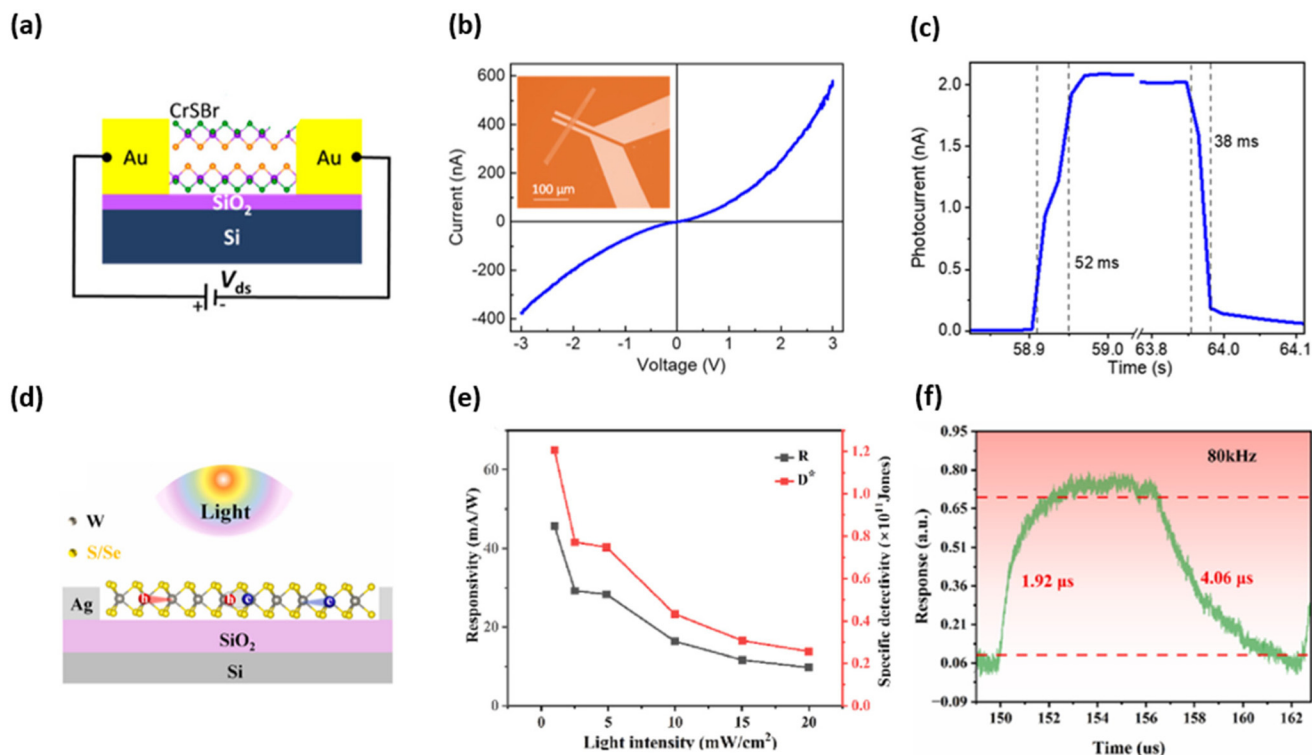 (a)
CrSBr
Au
Au
SiO₂
Si
V_ds
+
-
(b)
Current (nA)
600
400
200
0
-200
-400
100 μm
-3
-2
-1
0
1
2
3
Voltage (V)
(c)
Photocurrent (nA)
2.0
1.5
1.0
0.5
0.0
52 ms
38 ms
58.9
59.0
63.8
64.0
64.1
Time (s)
(d)
Light
W
S/Se
Ag
h
h
e
e
SiO₂
Si
(e)
Responsivity (mA/W)
60
40
20
0
R
D*
1.2
1.0
0.8
0.6
0.4
0.2
0.0
Specific detectivity (×10¹¹ Jones)
0
5
10
15
20
Light intensity (mW/cm²)
(f)
Response (a.u.)
0.95
0.80
0.65
0.51
0.36
0.21
0.06
−0.09
80kHz
1.92 μs
4.06 μs
150
152
154
156
158
160
162
Time (us)